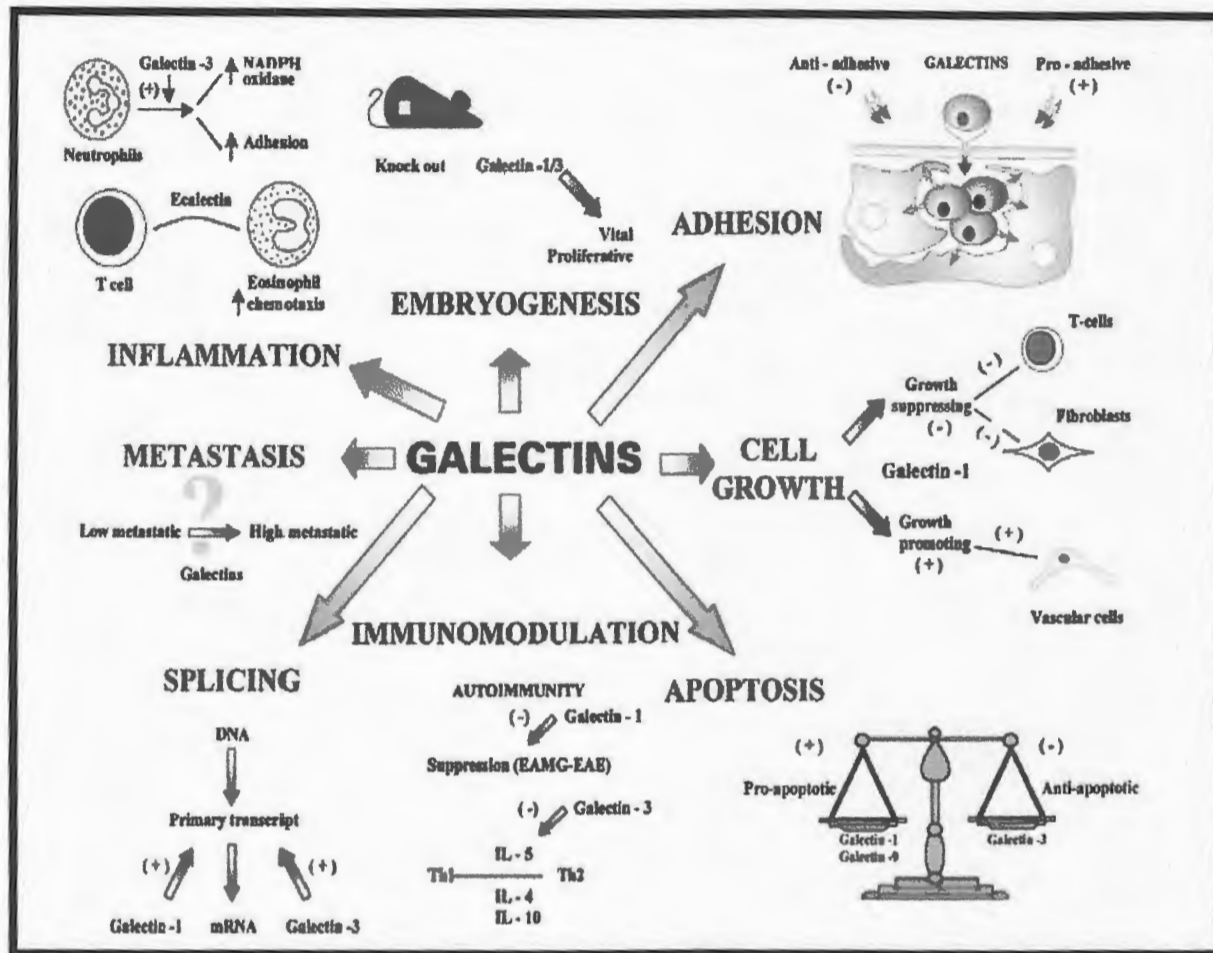 Galectin -3
(+)
NADPH
oxidase
Adhesion
Neutrophils
Ecalectin
T cell
Eosinophil
chemotaxis
INFLAMMATION
Knock out
Galectin -1/3
Vital
Proliferative
EMBRYOGENESIS
Anti - adhesive
(-)
GALECTINS
Pro - adhesive
(+)
ADHESION
METASTASIS
?
Low metastatic
High metastatic
Galectins
GALECTINS
CELL
GROWTH
Growth
suppressing
(-)
(-)
T-cells
(-)
Fibroblasts
Galectin -1
Growth
promoting
(+)
(+)
Vascular cells
SPLICING
DNA
Primary transcript
(+)
(+)
Galectin -1
mRNA
Galectin -3
IMMUNOMODULATION
AUTOIMMUNITY
(-)
Galectin - 1
Suppression (EAMG-EAE)
(-)
Galectin - 3
IL - 5
Th1
Th2
IL - 4
IL - 10
APOPTOSIS
(+)
(-)
Pro-apoptotic
Anti-apoptotic
Galectin -1
Galectin -9
Galectin -3